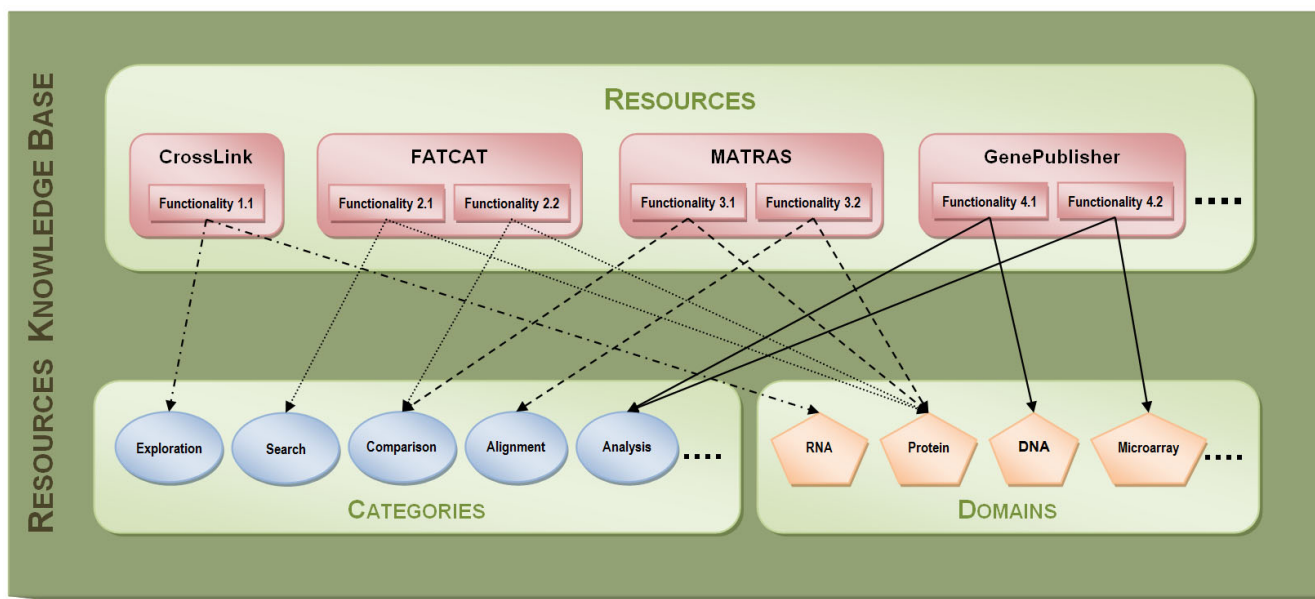 RESOURCES KNOWLEDGE BASE
RESOURCES
CrossLink
FATCAT
MATRAS
GenePublisher
Functionality 1.1
Functionality 2.1
Functionality 2.2
Functionality 3.1
Functionality 3.2
Functionality 4.1
Functionality 4.2
Exploration
Search
Comparison
Alignment
Analysis
RNA
Protein
DNA
Microarray
CATEGORIES
DOMAINS